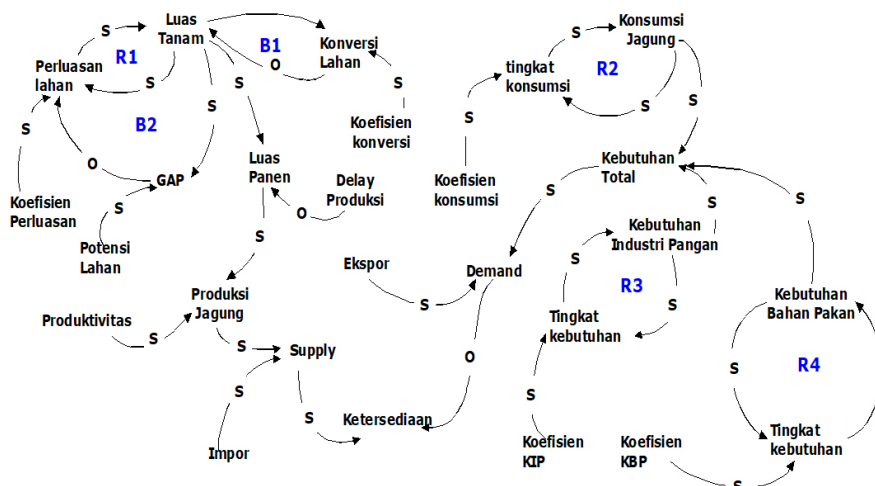 Luas
Tanam
S
R1
S
Perluasan
lahan
B1
O
Konversi
Lahan
S
S
S
B2
S
Koefisien
konversi
O
GAP
Koefisien
Perluasan
S
Potensi
Lahan
Luas
Panen
Delay
Produksi
O
S
Produksi
Jagung
Produktivitas
S
S
Supply
S
Impor
S
Ketersediaan
Ekspor
S
Demand
O
S
Konsumsi
Jagung
S
R2
tingkat
konsumsi
S
S
S
Koefisien
konsumsi
Kebutuhan
Total
S
S
Kebutuhan
Industri Pangan
S
R3
S
Tingkat
kebutuhan
S
Koefisien
KIP
Kebutuhan
Bahan Pakan
S
R4
Tingkat
kebutuhan
Koefisien
KBP
S